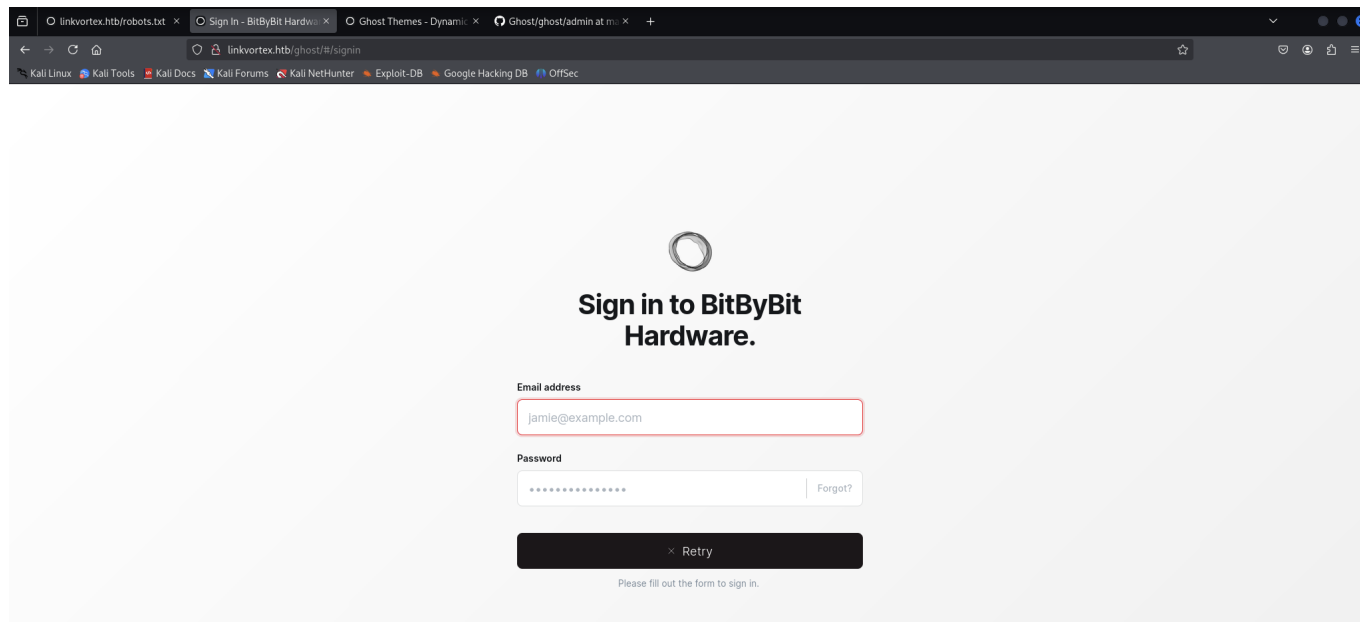 linkvortex.htb/robots.txt
Sign In - BitByBit Hardwa
Ghost Themes - Dynamic
Ghost/ghost/admin at ma
linkvortex.htb/ghost/#/signin
Kali Linux Kali Tools Kali Docs Kali Forums Kali NetHunter Exploit-DB Google Hacking DB OffSec
Sign in to BitByBit
Hardware.
Email address
jamie@example.com
Password
Forgot?
Retry
Please fill out the form to sign in.